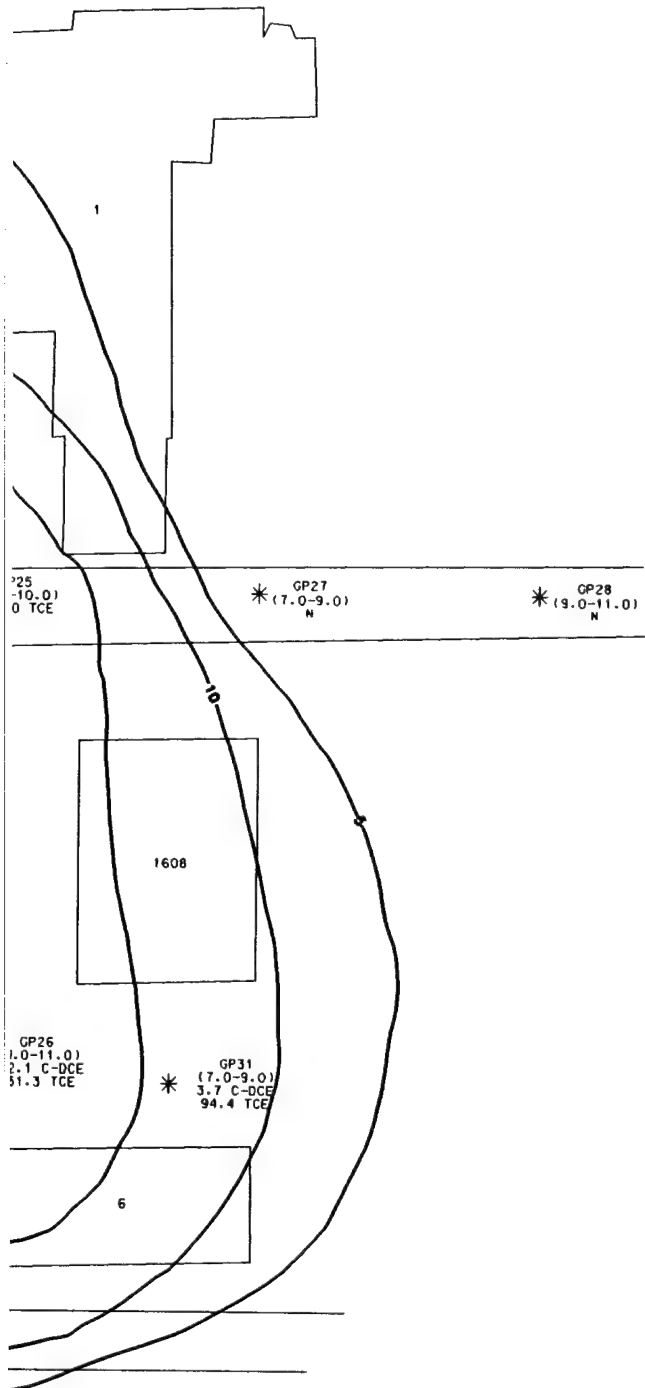 1
GP27
(7.0-9.0)
N
GP28
(9.0-11.0)
N
TCE
10
5
1608
GP26
C-DCE
TCE
GP31
(7.0-9.0)
3.7 C-DCE
94.4 TCE
6